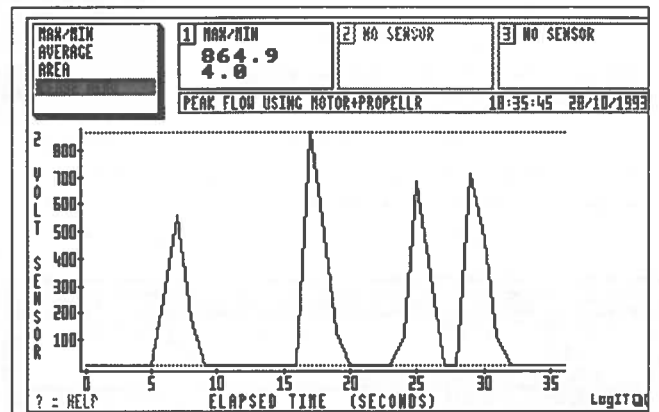 MAX/MIN
AVERAGE
AREA
1 MAX/MIN
864.9
4.0
2 NO SENSOR
3 NO SENSOR
PEAK FLOW USING MOTOR+PROPELLR 18:35:45 28/10/1993
2 VOLT SENSOR
800
700
600
500
400
300
200
100
0 5 10 15 20 25 30 35
? = HELP ELAPSED TIME (SECONDS) LogIT